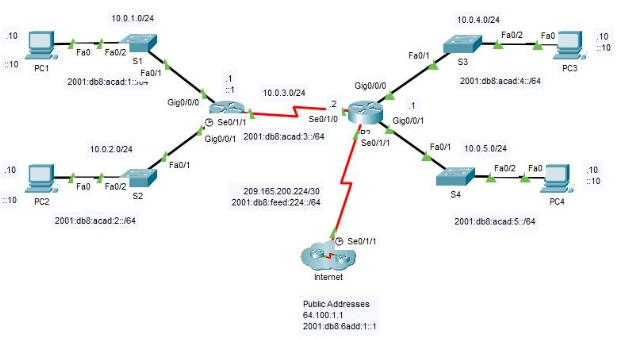 10.0.1.0/24
.10
::10
PC1
Fa0
Fa0/2
S1
Fa0/1
2001:db8:acad:1::/64
Gig0/0/0
.1
::1
10.0.3.0/24
Se0/1/1
Gig0/0/1
2001:db8:acad:3::/64
10.0.2.0/24
.10
::10
PC2
Fa0
Fa0/2
S2
Fa0/1
2001:db8:acad:2::/64
10.0.4.0/24
Fa0/2
Fa0
.10
::10
PC3
S3
Fa0/1
2001:db8:acad:4::/64
Gig0/0/0
.2
Se0/1/0
.1
Gig0/0/1
Se0/1/1
Fa0/1
10.0.5.0/24
Fa0/2
Fa0
.10
::10
PC4
S4
2001:db8:acad:5::/64
209.165.200.224/30
2001:db8:feed:224::/64
Se0/1/1
Internet
Public Addresses
64.100.1.1
2001:db8:6add:1::1